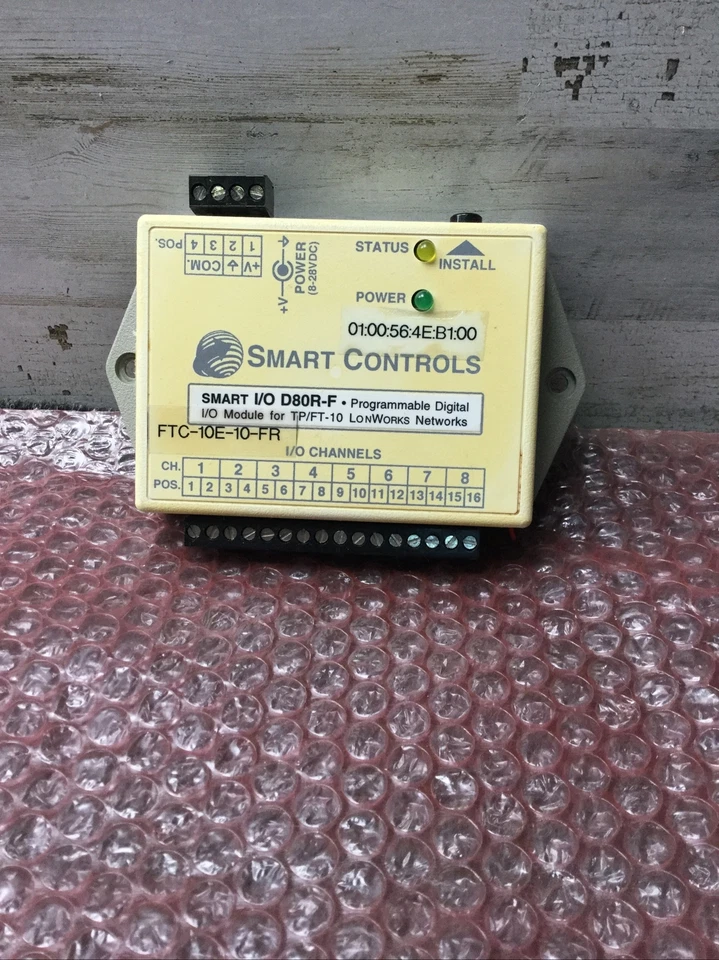 POS. 4 3 2 1
COM. ⏚ +V
+V POWER
(8-28VDC)
STATUS
INSTALL
POWER
01:00:56:4E:B1:00
SMART CONTROLS
SMART I/O D80R-F • Programmable Digital
I/O Module for TP/FT-10 LONWORKS Networks
FTC-10E-10-FR
I/O CHANNELS
CH. 1 2 3 4 5 6 7 8
POS. 1 2 3 4 5 6 7 8 9 10 11 12 13 14 15 16